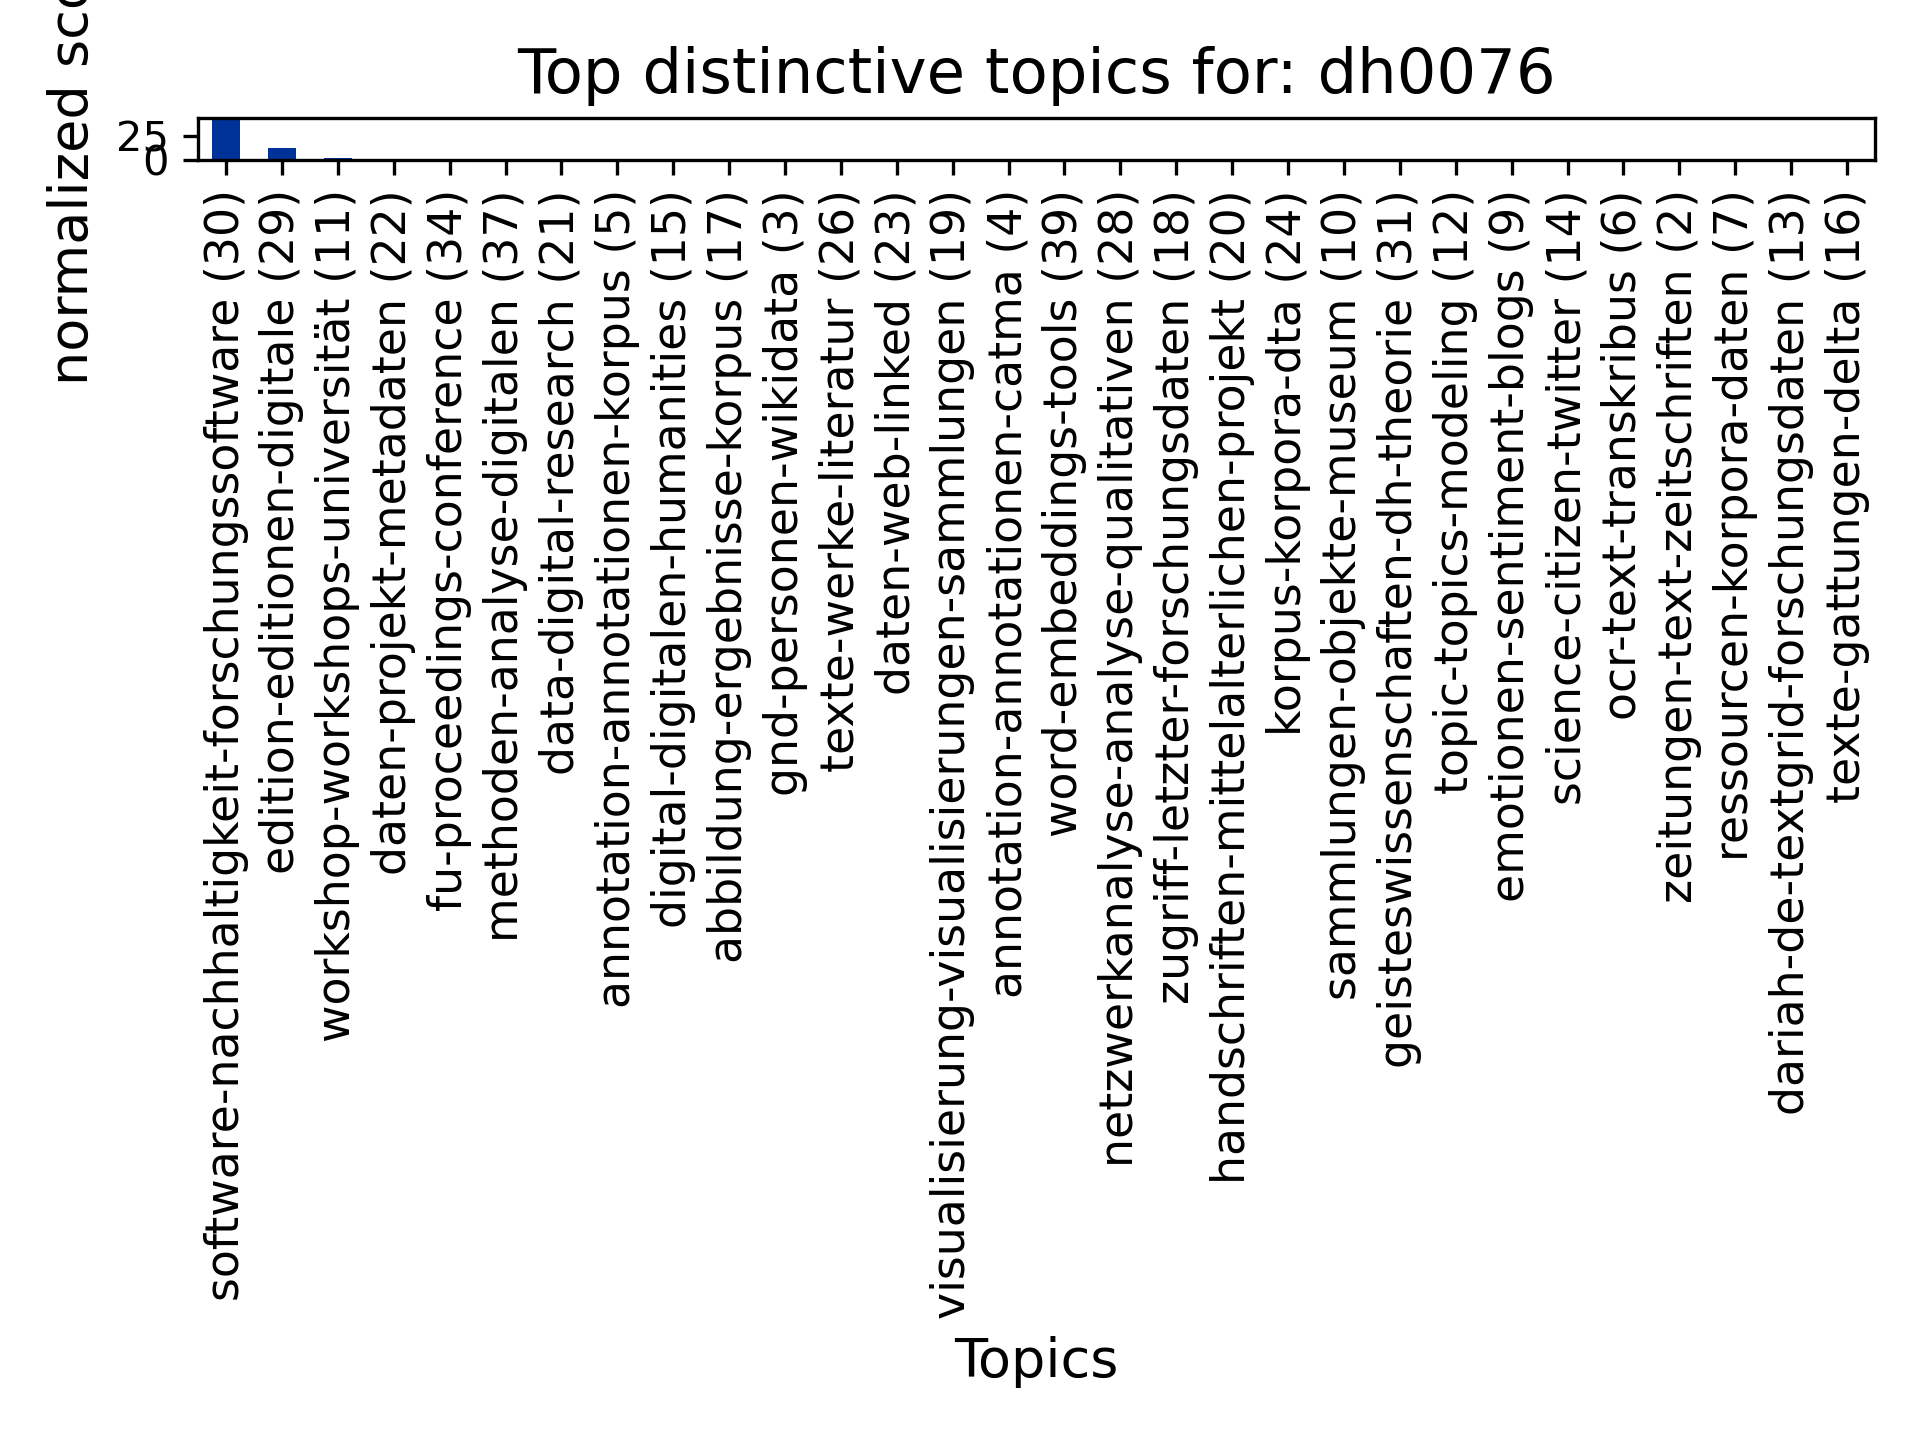 Top distinctive topics for: dh0076
normalized sco
25
0
software-nachhaltigkeit-forschungssoftware (30)
edition-editionen-digitale (29)
workshop-workshops-universität (11)
daten-projekt-metadaten (22)
fu-proceedings-conference (34)
methoden-analyse-digitalen (37)
data-digital-research (21)
annotation-annotationen-korpus (5)
digital-digitalen-humanities (15)
abbildung-ergebnisse-korpus (17)
gnd-personen-wikidata (3)
texte-werke-literatur (26)
daten-web-linked (23)
visualisierung-visualisierungen-sammlungen (19)
annotation-annotationen-catma (4)
word-embeddings-tools (39)
netzwerkanalyse-analyse-qualitativen (28)
zugriff-letzter-forschungsdaten (18)
handschriften-mittelalterlichen-projekt (20)
korpus-korpora-dta (24)
sammlungen-objekte-museum (10)
geisteswissenschaften-dh-theorie (31)
topic-topics-modeling (12)
emotionen-sentiment-blogs (9)
science-citizen-twitter (14)
ocr-text-transkribus (6)
zeitungen-text-zeitschriften (2)
ressourcen-korpora-daten (7)
dariah-de-textgrid-forschungsdaten (13)
texte-gattungen-delta (16)
Topics